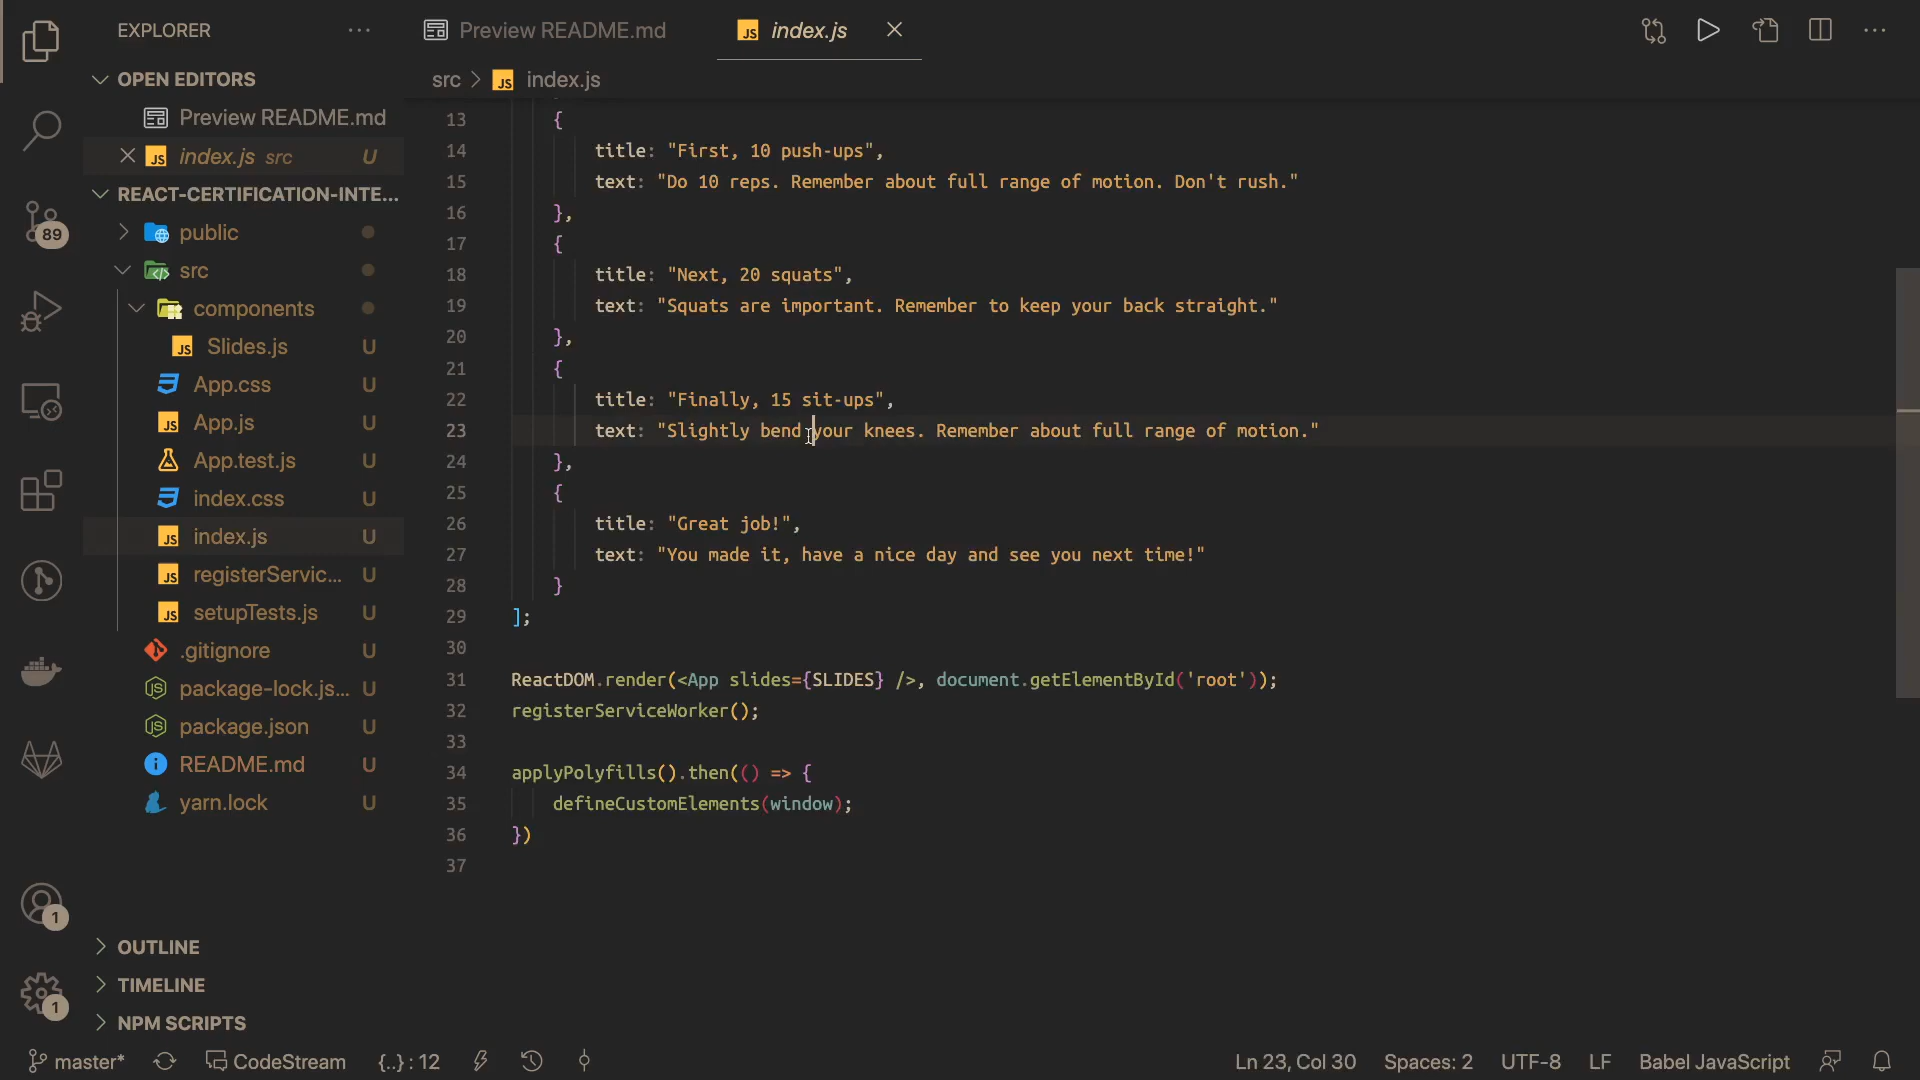 EXPLORER
OPEN EDITORS
Preview README.md
index.js src U
REACT-CERTIFICATION-INTE...
public
src
components
Slides.js U
App.css U
App.js U
App.test.js U
index.css U
index.js U
registerServic... U
setupTests.js U
.gitignore U
package-lock.js... U
package.json U
README.md U
yarn.lock U
OUTLINE
TIMELINE
NPM SCRIPTS
89
1
1
Preview README.md
index.js
src > index.js
13 {
14 title: "First, 10 push-ups",
15 text: "Do 10 reps. Remember about full range of motion. Don't rush."
16 },
17 {
18 title: "Next, 20 squats",
19 text: "Squats are important. Remember to keep your back straight."
20 },
21 {
22 title: "Finally, 15 sit-ups",
23 text: "Slightly bend your knees. Remember about full range of motion."
24 },
25 {
26 title: "Great job!",
27 text: "You made it, have a nice day and see you next time!"
28 }
29 ];
30
31 ReactDOM.render(<App slides={SLIDES} />, document.getElementById('root'));
32 registerServiceWorker();
33
34 applyPolyfills().then(() => {
35 defineCustomElements(window);
36 })
37
master* CodeStream {..} : 12 Ln 23, Col 30 Spaces: 2 UTF-8 LF Babel JavaScript